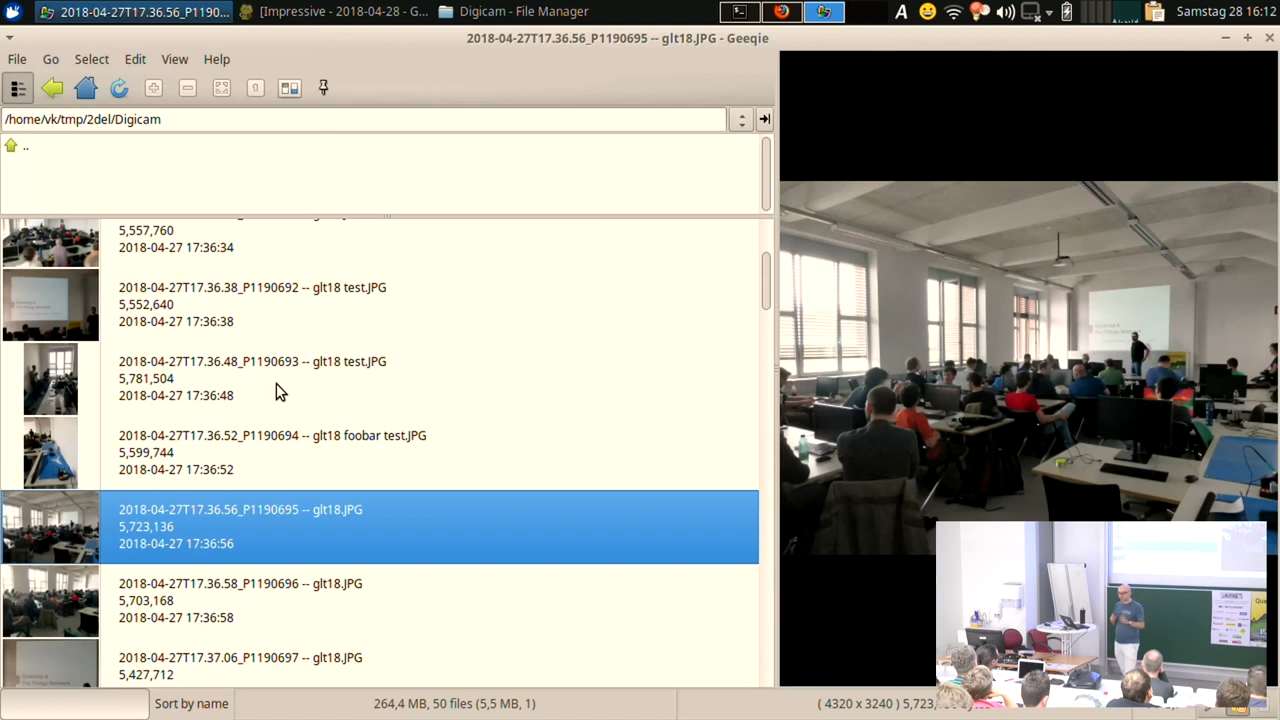 2018-04-27T17.36.56_P1190...
[Impressive - 2018-04-28 - G...
Digicam - File Manager
A
Samstag 28 16:12
2018-04-27T17.36.56_P1190695 -- glt18.JPG - Geeqie
File Go Select Edit View Help
/home/vk/tmp/2del/Digicam
..
5,557,760
2018-04-27 17:36:34
2018-04-27T17.36.38_P1190692 -- glt18 test.JPG
5,552,640
2018-04-27 17:36:38
2018-04-27T17.36.48_P1190693 -- glt18 test.JPG
5,781,504
2018-04-27 17:36:48
2018-04-27T17.36.52_P1190694 -- glt18 foobar test.JPG
5,599,744
2018-04-27 17:36:52
2018-04-27T17.36.56_P1190695 -- glt18.JPG
5,723,136
2018-04-27 17:36:56
2018-04-27T17.36.58_P1190696 -- glt18.JPG
5,703,168
2018-04-27 17:36:58
2018-04-27T17.37.06_P1190697 -- glt18.JPG
5,427,712
Sort by name
264,4 MB, 50 files (5,5 MB, 1)
( 4320 x 3240 ) 5,723,